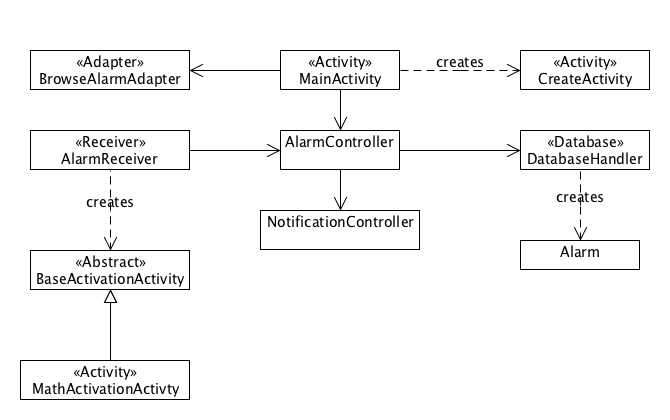 «Adapter»
BrowseAlarmAdapter
«Activity»
MainActivity
creates
«Activity»
CreateActivity
«Receiver»
AlarmReceiver
AlarmController
«Database»
DatabaseHandler
creates
creates
NotificationController
Alarm
«Abstract»
BaseActivationActivity
«Activity»
MathActivationActivty